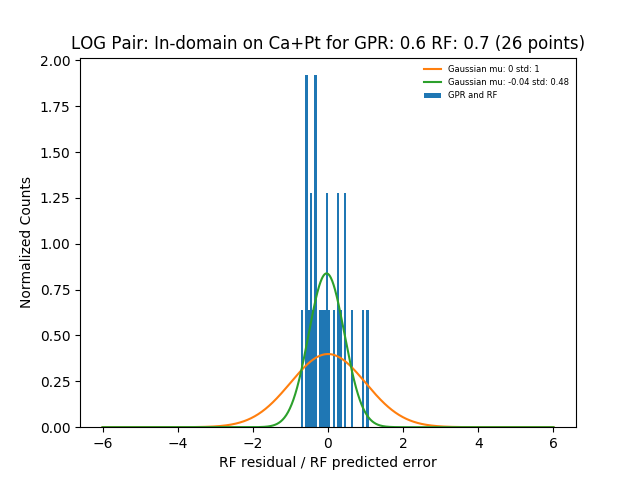 LOG Pair: In-domain on Ca+Pt for GPR: 0.6 RF: 0.7 (26 points)
Gaussian mu: 0 std: 1
Gaussian mu: -0.04 std: 0.48
GPR and RF
Normalized Counts
2.00
1.75
1.50
1.25
1.00
0.75
0.50
0.25
0.00
−6 −4 −2 0 2 4 6
RF residual / RF predicted error